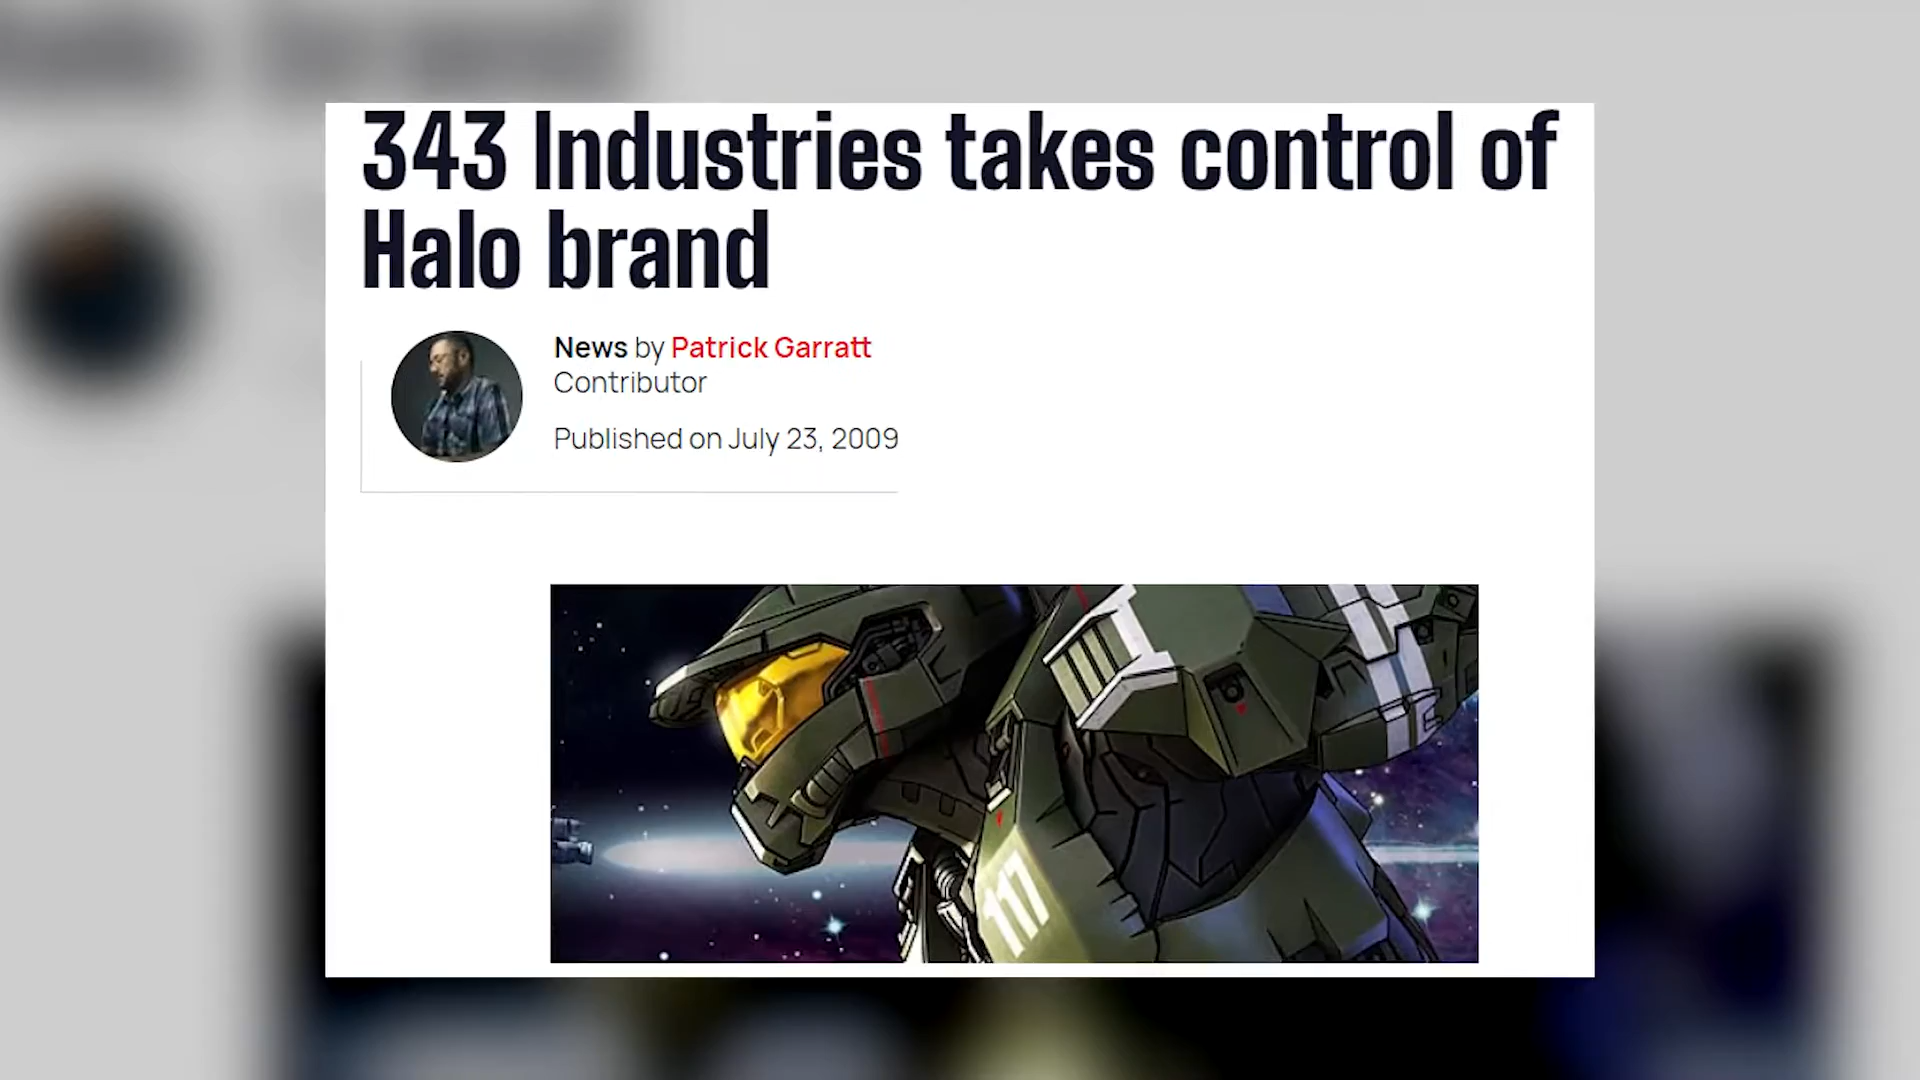 343 Industries takes control of
Halo brand
News by Patrick Garratt
Contributor
Published on July 23, 2009
117